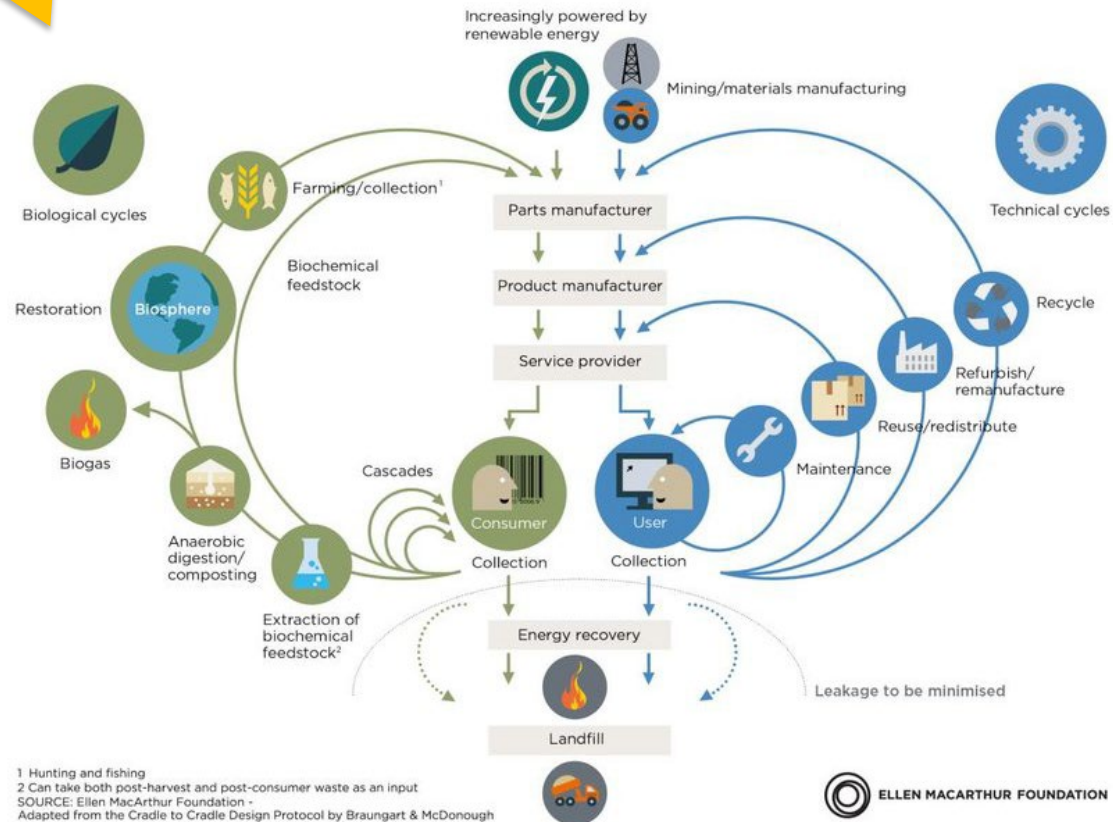 Increasingly powered by
renewable energy
Mining/materials manufacturing
Biological cycles
Farming/collection¹
Parts manufacturer
Technical cycles
Biochemical
feedstock
Product manufacturer
Restoration
Biosphere
Recycle
Service provider
Refurbish/
remanufacture
Reuse/redistribute
Biogas
Cascades
Maintenance
Consumer
User
Anaerobic
digestion/
composting
Collection
Collection
Extraction of
biochemical
feedstock²
Energy recovery
Leakage to be minimised
Landfill
1 Hunting and fishing
2 Can take both post-harvest and post-consumer waste as an input
SOURCE: Ellen MacArthur Foundation -
Adapted from the Cradle to Cradle Design Protocol by Braungart & McDonough
ELLEN MACARTHUR FOUNDATION